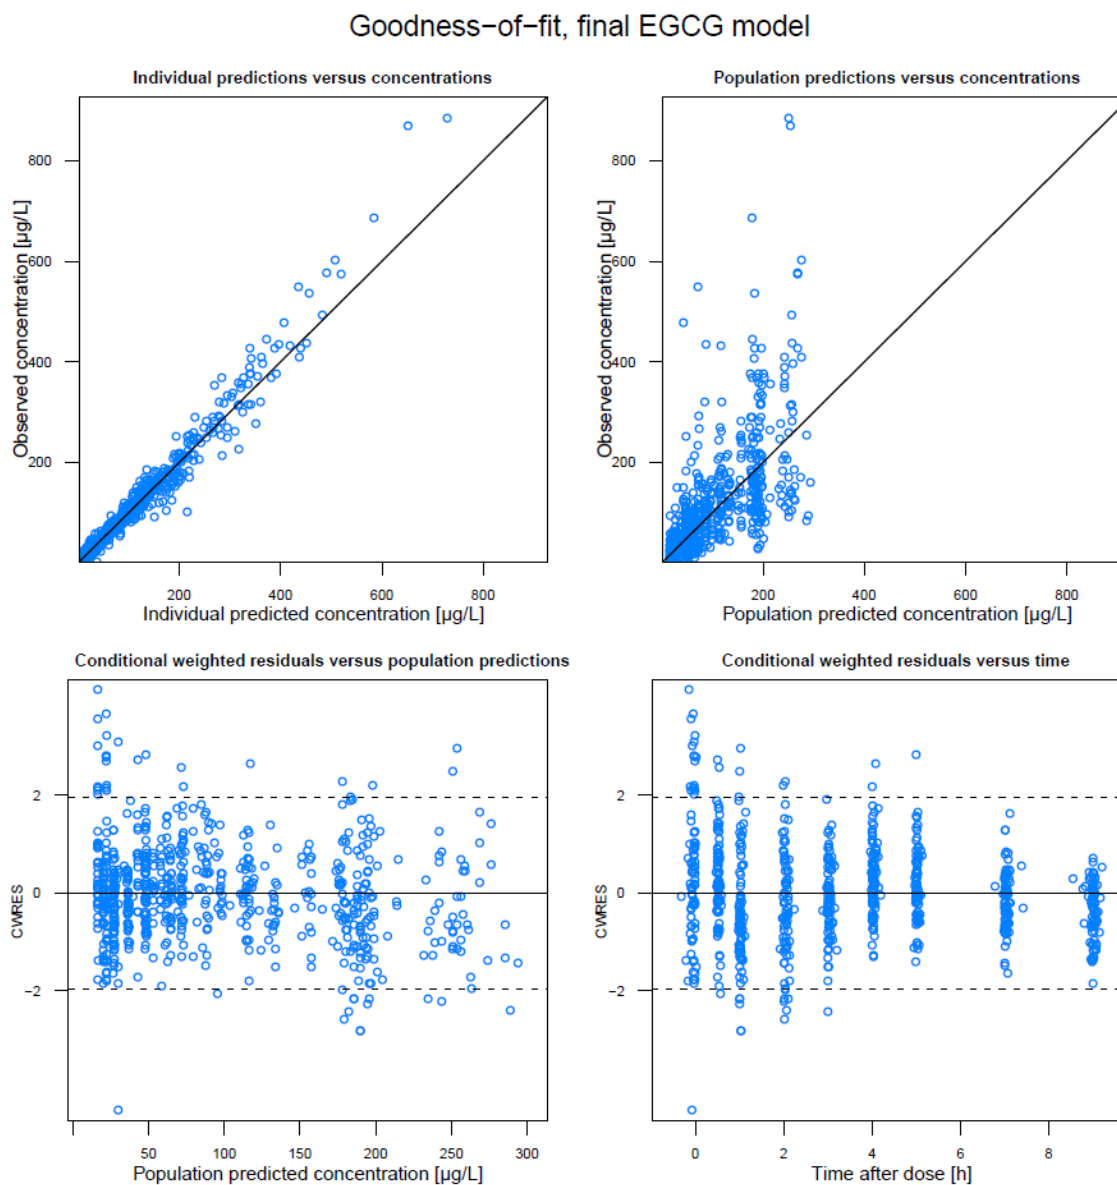 Goodness−of−fit, final EGCG model
Individual predictions versus concentrations
Observed concentration [µg/L]
800
600
400
200
200 400 600 800
Individual predicted concentration [µg/L]
Population predictions versus concentrations
Observed concentration [µg/L]
800
600
400
200
200 400 600 800
Population predicted concentration [µg/L]
Conditional weighted residuals versus population predictions
CWRES
2
0
−2
50 100 150 200 250 300
Population predicted concentration [µg/L]
Conditional weighted residuals versus time
CWRES
2
0
−2
0 2 4 6 8
Time after dose [h]